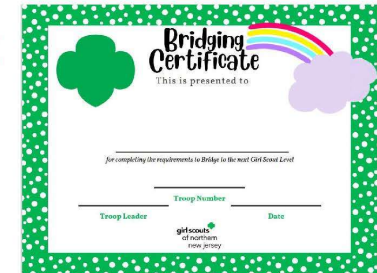 Bridging
Certificate
This is presented to
for completing the requirements to Bridge to the next Girl Scout Level
Troop Number
Troop Leader
Date
girl scouts
of northern
new jersey